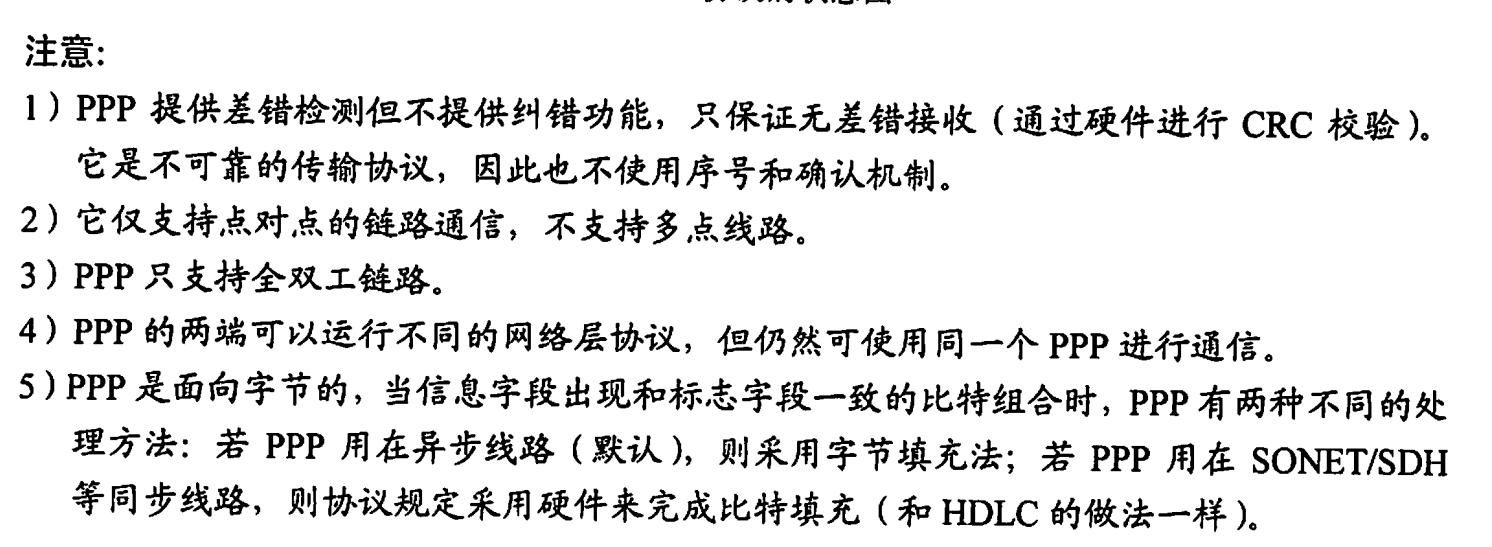 注意:
1）PPP 提供差错检测但不提供纠错功能，只保证无差错接收（通过硬件进行 CRC 校验）。
它是不可靠的传输协议，因此也不使用序号和确认机制。
2）它仅支持点对点的链路通信，不支持多点线路。
3）PPP 只支持全双工链路。
4）PPP 的两端可以运行不同的网络层协议，但仍然可使用同一个 PPP 进行通信。
5）PPP 是面向字节的，当信息字段出现和标志字段一致的比特组合时，PPP 有两种不同的处
理方法：若 PPP 用在异步线路（默认），则采用字节填充法；若 PPP 用在 SONET/SDH
等同步线路，则协议规定采用硬件来完成比特填充（和 HDLC 的做法一样）。